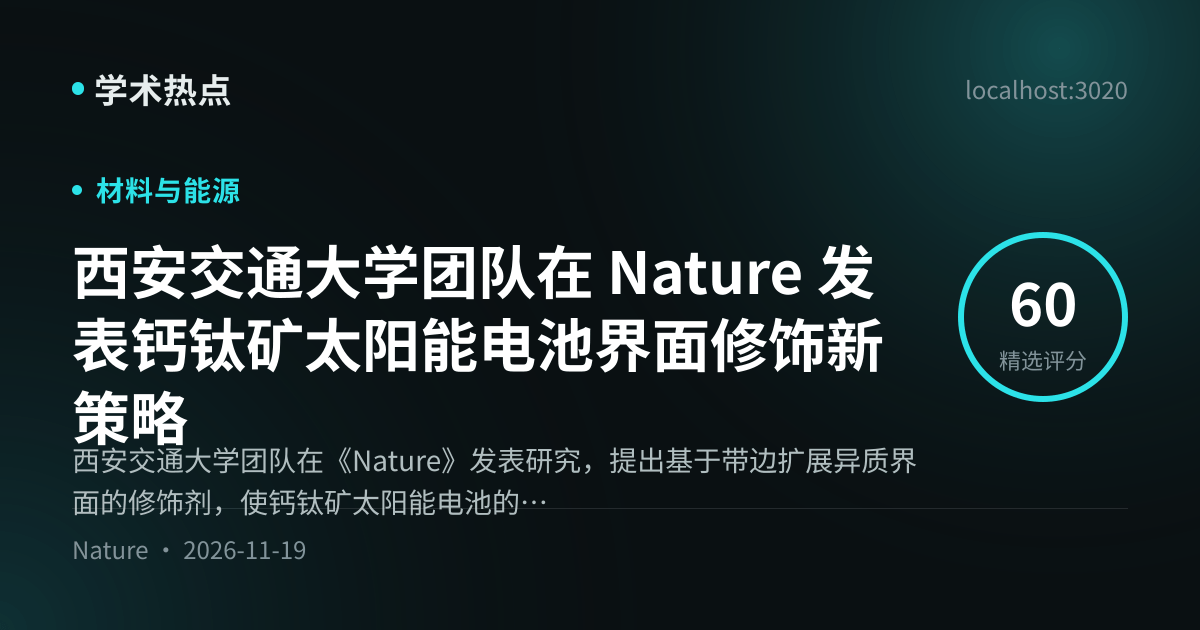 学术热点
localhost:3020
材料与能源
西安交通大学团队在 Nature 发
表钙钛矿太阳能电池界面修饰新
策略
60
精选评分
西安交通大学团队在《Nature》发表研究，提出基于带边扩展异质界
面的修饰剂，使钙钛矿太阳能电池的…
Nature · 2026-11-19